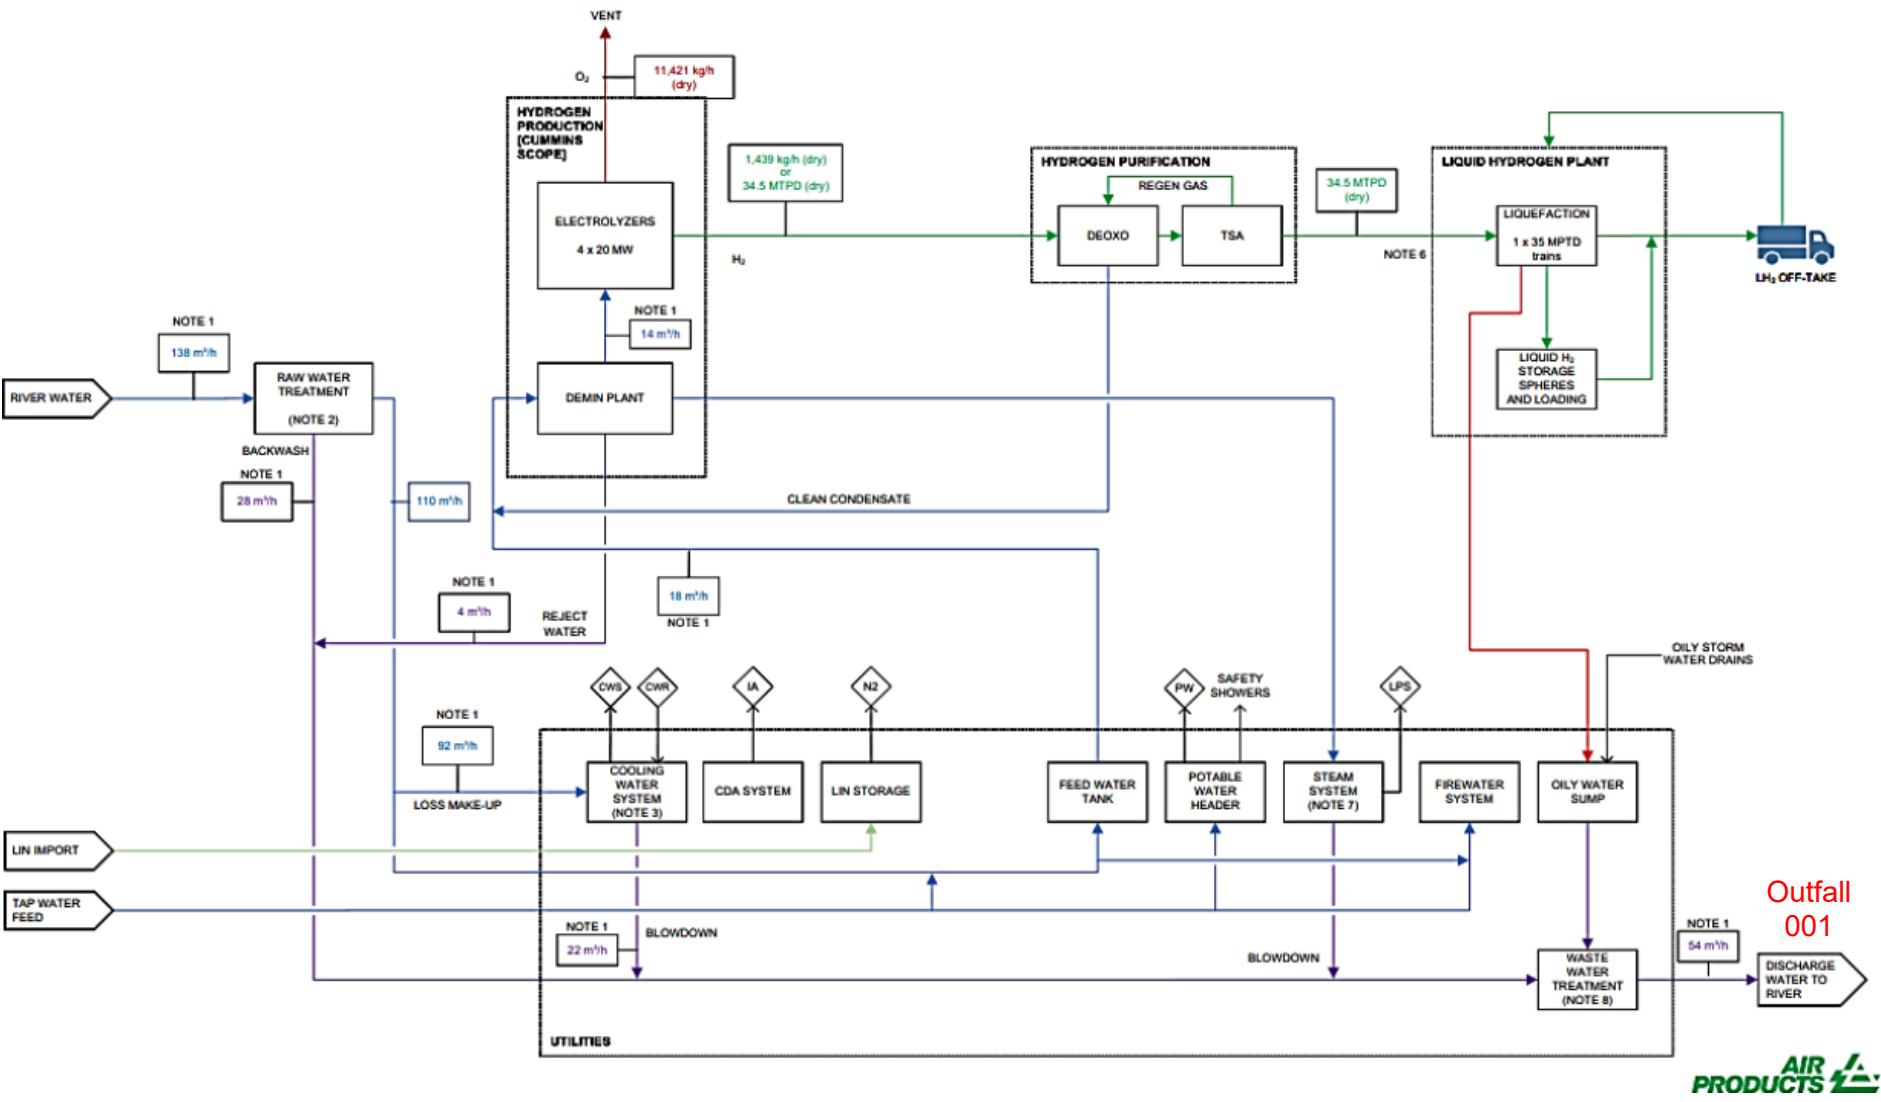 VENT
O₂
11,421 kg/h
(dry)
HYDROGEN
PRODUCTION
[CUMMINS
SCOPE]
ELECTROLYZERS
4 x 20 MW
1,439 kg/h (dry)
or
34.5 MTPD (dry)
H₂
HYDROGEN PURIFICATION
REGEN GAS
DEOXO
TSA
34.5 MTPD
(dry)
NOTE 6
LIQUID HYDROGEN PLANT
LIQUEFACTION
1 x 35 MPTD
trains
LH₂ OFF-TAKE
LIQUID H₂
STORAGE
SPHERES
AND LOADING
NOTE 1
14 m³/h
DEMIN PLANT
NOTE 1
138 m³/h
RIVER WATER
RAW WATER
TREATMENT
(NOTE 2)
BACKWASH
NOTE 1
28 m³/h
110 m³/h
CLEAN CONDENSATE
NOTE 1
4 m³/h
REJECT
WATER
18 m³/h
NOTE 1
OILY STORM
WATER DRAINS
CWS
CWR
IA
N2
PW
SAFETY
SHOWERS
LPS
NOTE 1
92 m³/h
LOSS MAKE-UP
COOLING
WATER
SYSTEM
(NOTE 3)
CDA SYSTEM
LIN STORAGE
FEED WATER
TANK
POTABLE
WATER
HEADER
STEAM
SYSTEM
(NOTE 7)
FIREWATER
SYSTEM
OILY WATER
SUMP
LIN IMPORT
TAP WATER
FEED
NOTE 1
22 m³/h
BLOWDOWN
BLOWDOWN
WASTE
WATER
TREATMENT
(NOTE 8)
NOTE 1
54 m³/h
Outfall
001
DISCHARGE
WATER TO
RIVER
UTILITIES
AIR
PRODUCTS